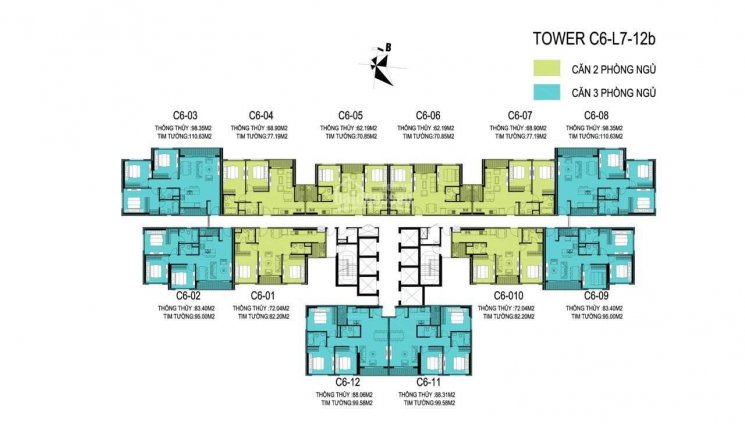 TOWER C6-L7-12b
B
CĂN 2 PHÒNG NGỦ
CĂN 3 PHÒNG NGỦ
C6-03
THÔNG THỦY:98.35M2
TIM TƯỜNG:110.63M2
C6-04
THÔNG THỦY:68.90M2
TIM TƯỜNG:77.19M2
C6-05
THÔNG THỦY:62.19M2
TIM TƯỜNG:70.85M2
C6-06
THÔNG THỦY:62.19M2
TIM TƯỜNG:70.85M2
C6-07
THÔNG THỦY:68.90M2
TIM TƯỜNG:77.19M2
C6-08
THÔNG THỦY:98.35M2
TIM TƯỜNG:110.63M2
C6-02
THÔNG THỦY:83.40M2
TIM TƯỜNG:95.00M2
C6-01
THÔNG THỦY:72.04M2
TIM TƯỜNG:82.20M2
C6-010
THÔNG THỦY:72.04M2
TIM TƯỜNG:82.20M2
C6-09
THÔNG THỦY:83.40M2
TIM TƯỜNG:95.00M2
C6-12
THÔNG THỦY:88.06M2
TIM TƯỜNG:99.58M2
C6-11
THÔNG THỦY:88.31M2
TIM TƯỜNG:99.58M2